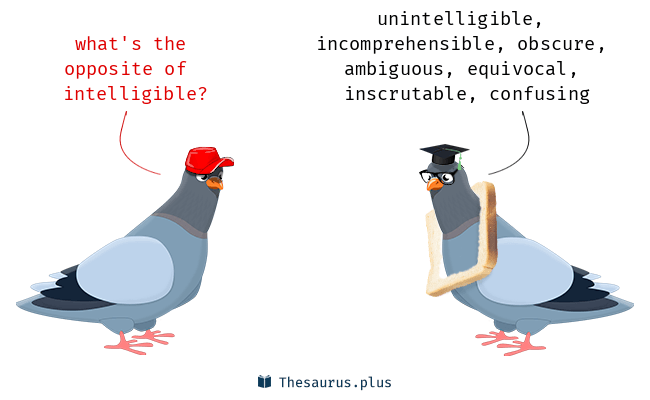 what's the
opposite of
intelligible?
unintelligible,
incomprehensible, obscure,
ambiguous, equivocal,
inscrutable, confusing
Thesaurus.plus